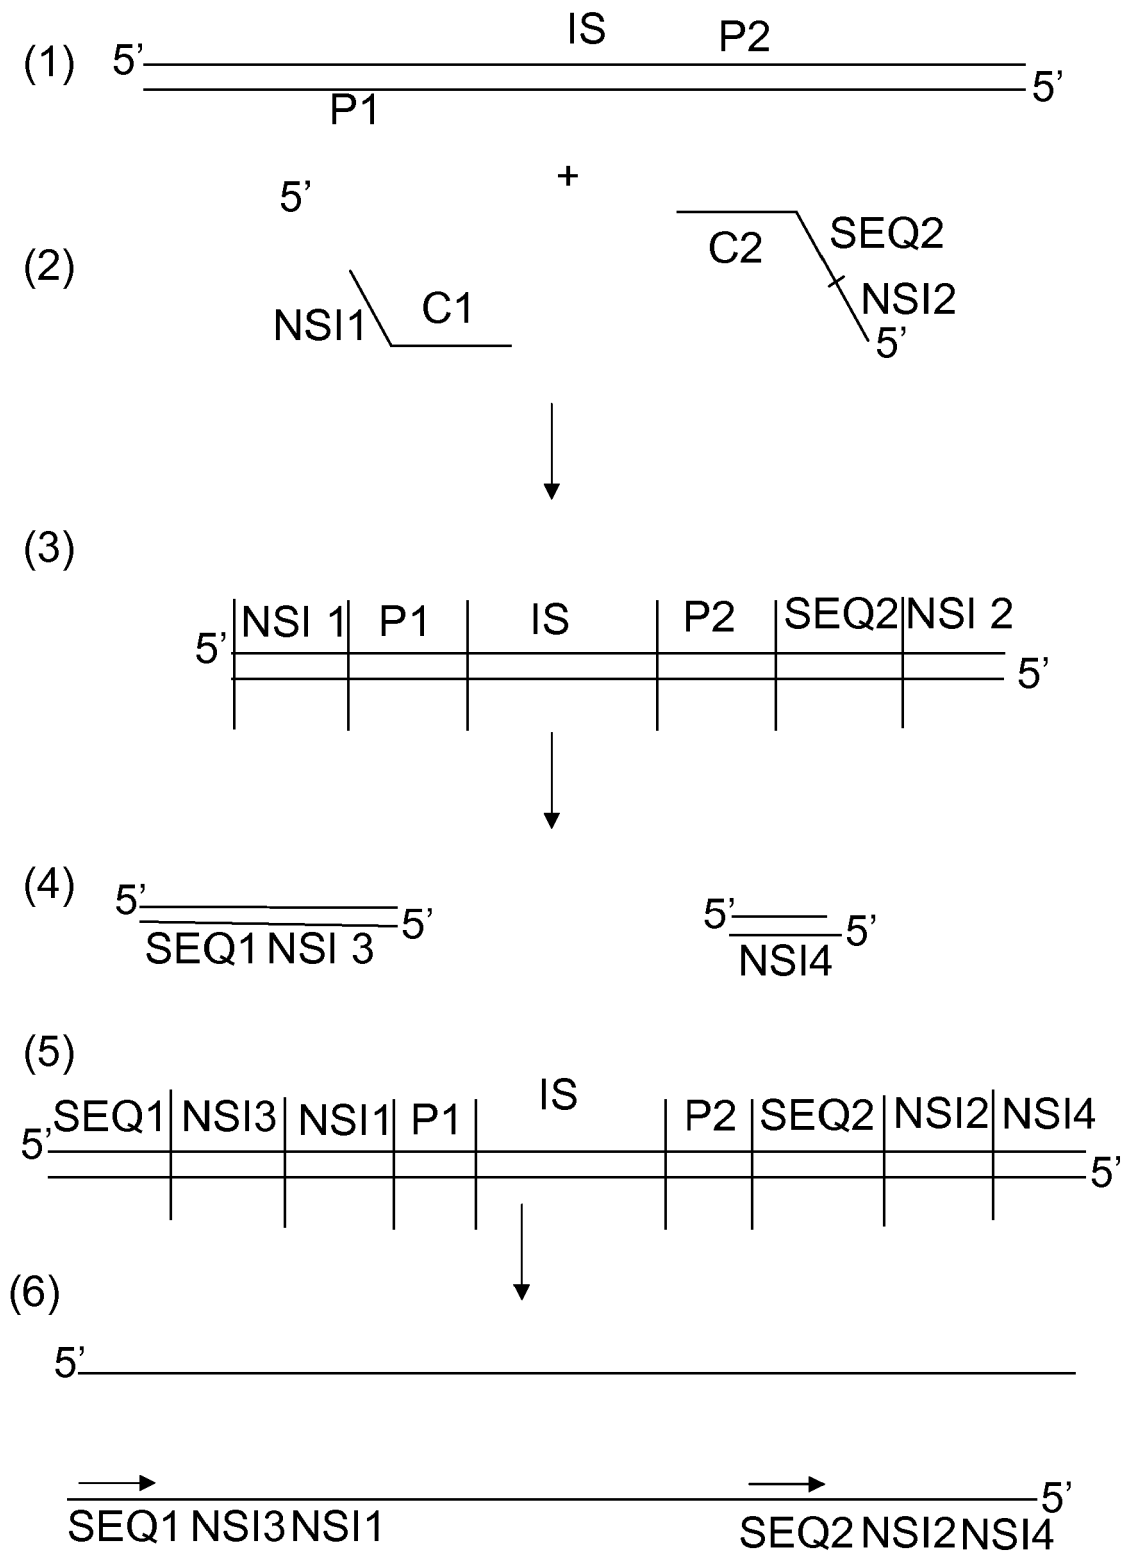 IS P2
(1) 5’ 5’
P1
+
5’
SEQ2
(2) C2
NSI2
NSI1 C1
5’
(3)
NSI 1 P1 IS P2 SEQ2 NSI 2
5’ 5’
(4) 5’ 5’ 5’ 5’
SEQ1 NSI 3 NSI4
(5)
SEQ1 NSI3 NSI1 P1 IS P2 SEQ2 NSI2 NSI4
5’ 5’
(6)
5’
5’
SEQ1 NSI3 NSI1 SEQ2 NSI2 NSI4